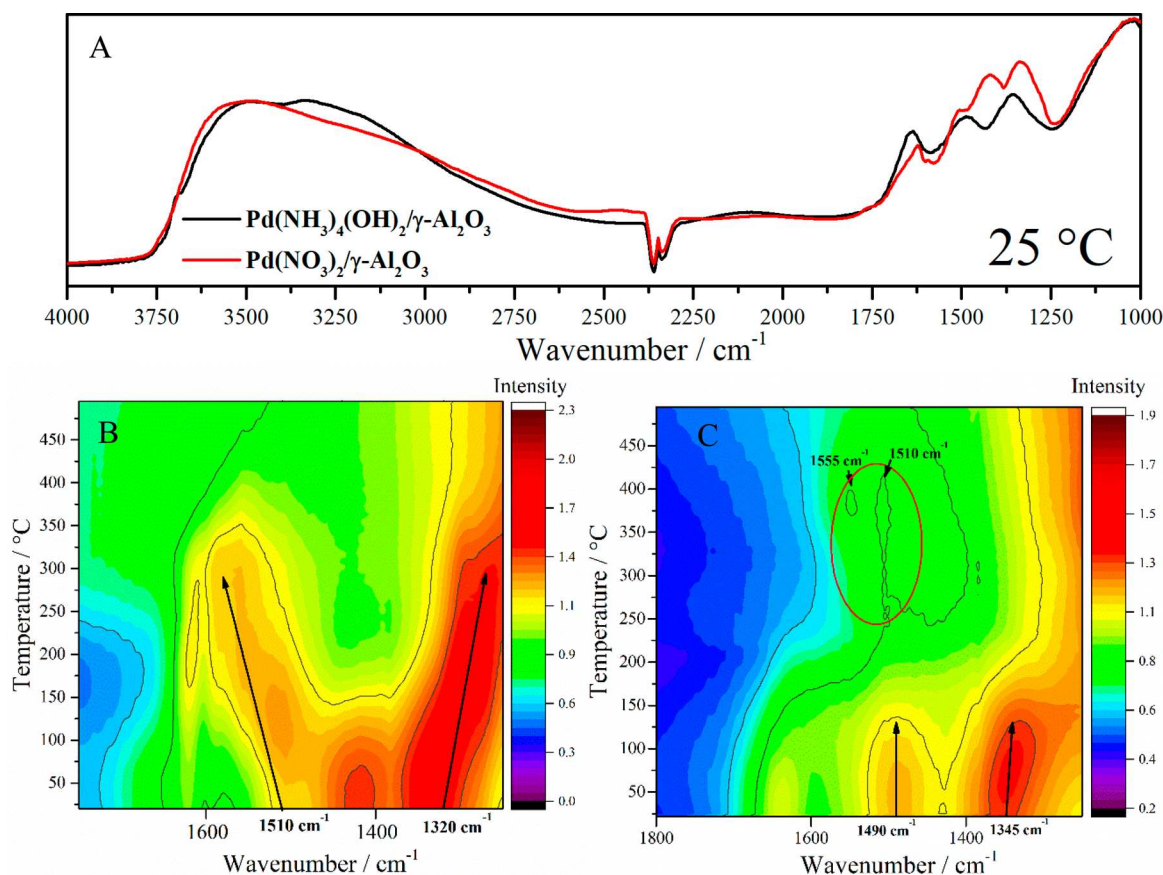 A
Pd(NH₃)₄(OH)₂/γ-Al₂O₃
Pd(NO₃)₂/γ-Al₂O₃
25 °C
4000 3750 3500 3250 3000 2750 2500 2250 2000 1750 1500 1250 1000
Wavenumber / cm⁻¹
B
Temperature / °C
450
400
350
300
250
200
150
100
50
1510 cm⁻¹
1320 cm⁻¹
1600 1400
Wavenumber / cm⁻¹
Intensity
2.3
2.0
1.7
1.4
1.1
0.9
0.6
0.3
0.0
C
Temperature / °C
450
400
350
300
250
200
150
100
50
1555 cm⁻¹
1510 cm⁻¹
1490 cm⁻¹
1345 cm⁻¹
1800 1600 1400
Wavenumber / cm⁻¹
Intensity
1.9
1.7
1.5
1.3
1.1
0.8
0.6
0.4
0.2